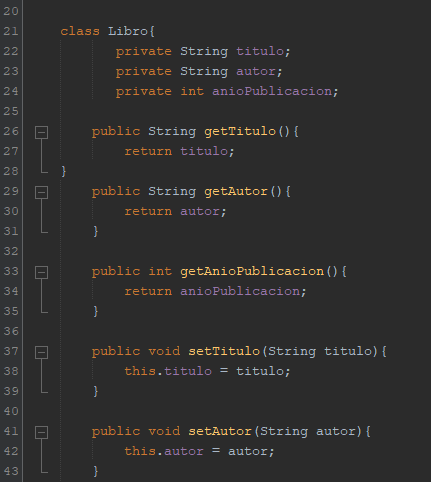 20
21 class Libro{
22 private String titulo;
23 private String autor;
24 private int anioPublicacion;
25
26 public String getTitulo(){
27 return titulo;
28 }
29 public String getAutor(){
30 return autor;
31 }
32
33 public int getAnioPublicacion(){
34 return anioPublicacion;
35 }
36
37 public void setTitulo(String titulo){
38 this.titulo = titulo;
39 }
40
41 public void setAutor(String autor){
42 this.autor = autor;
43 }